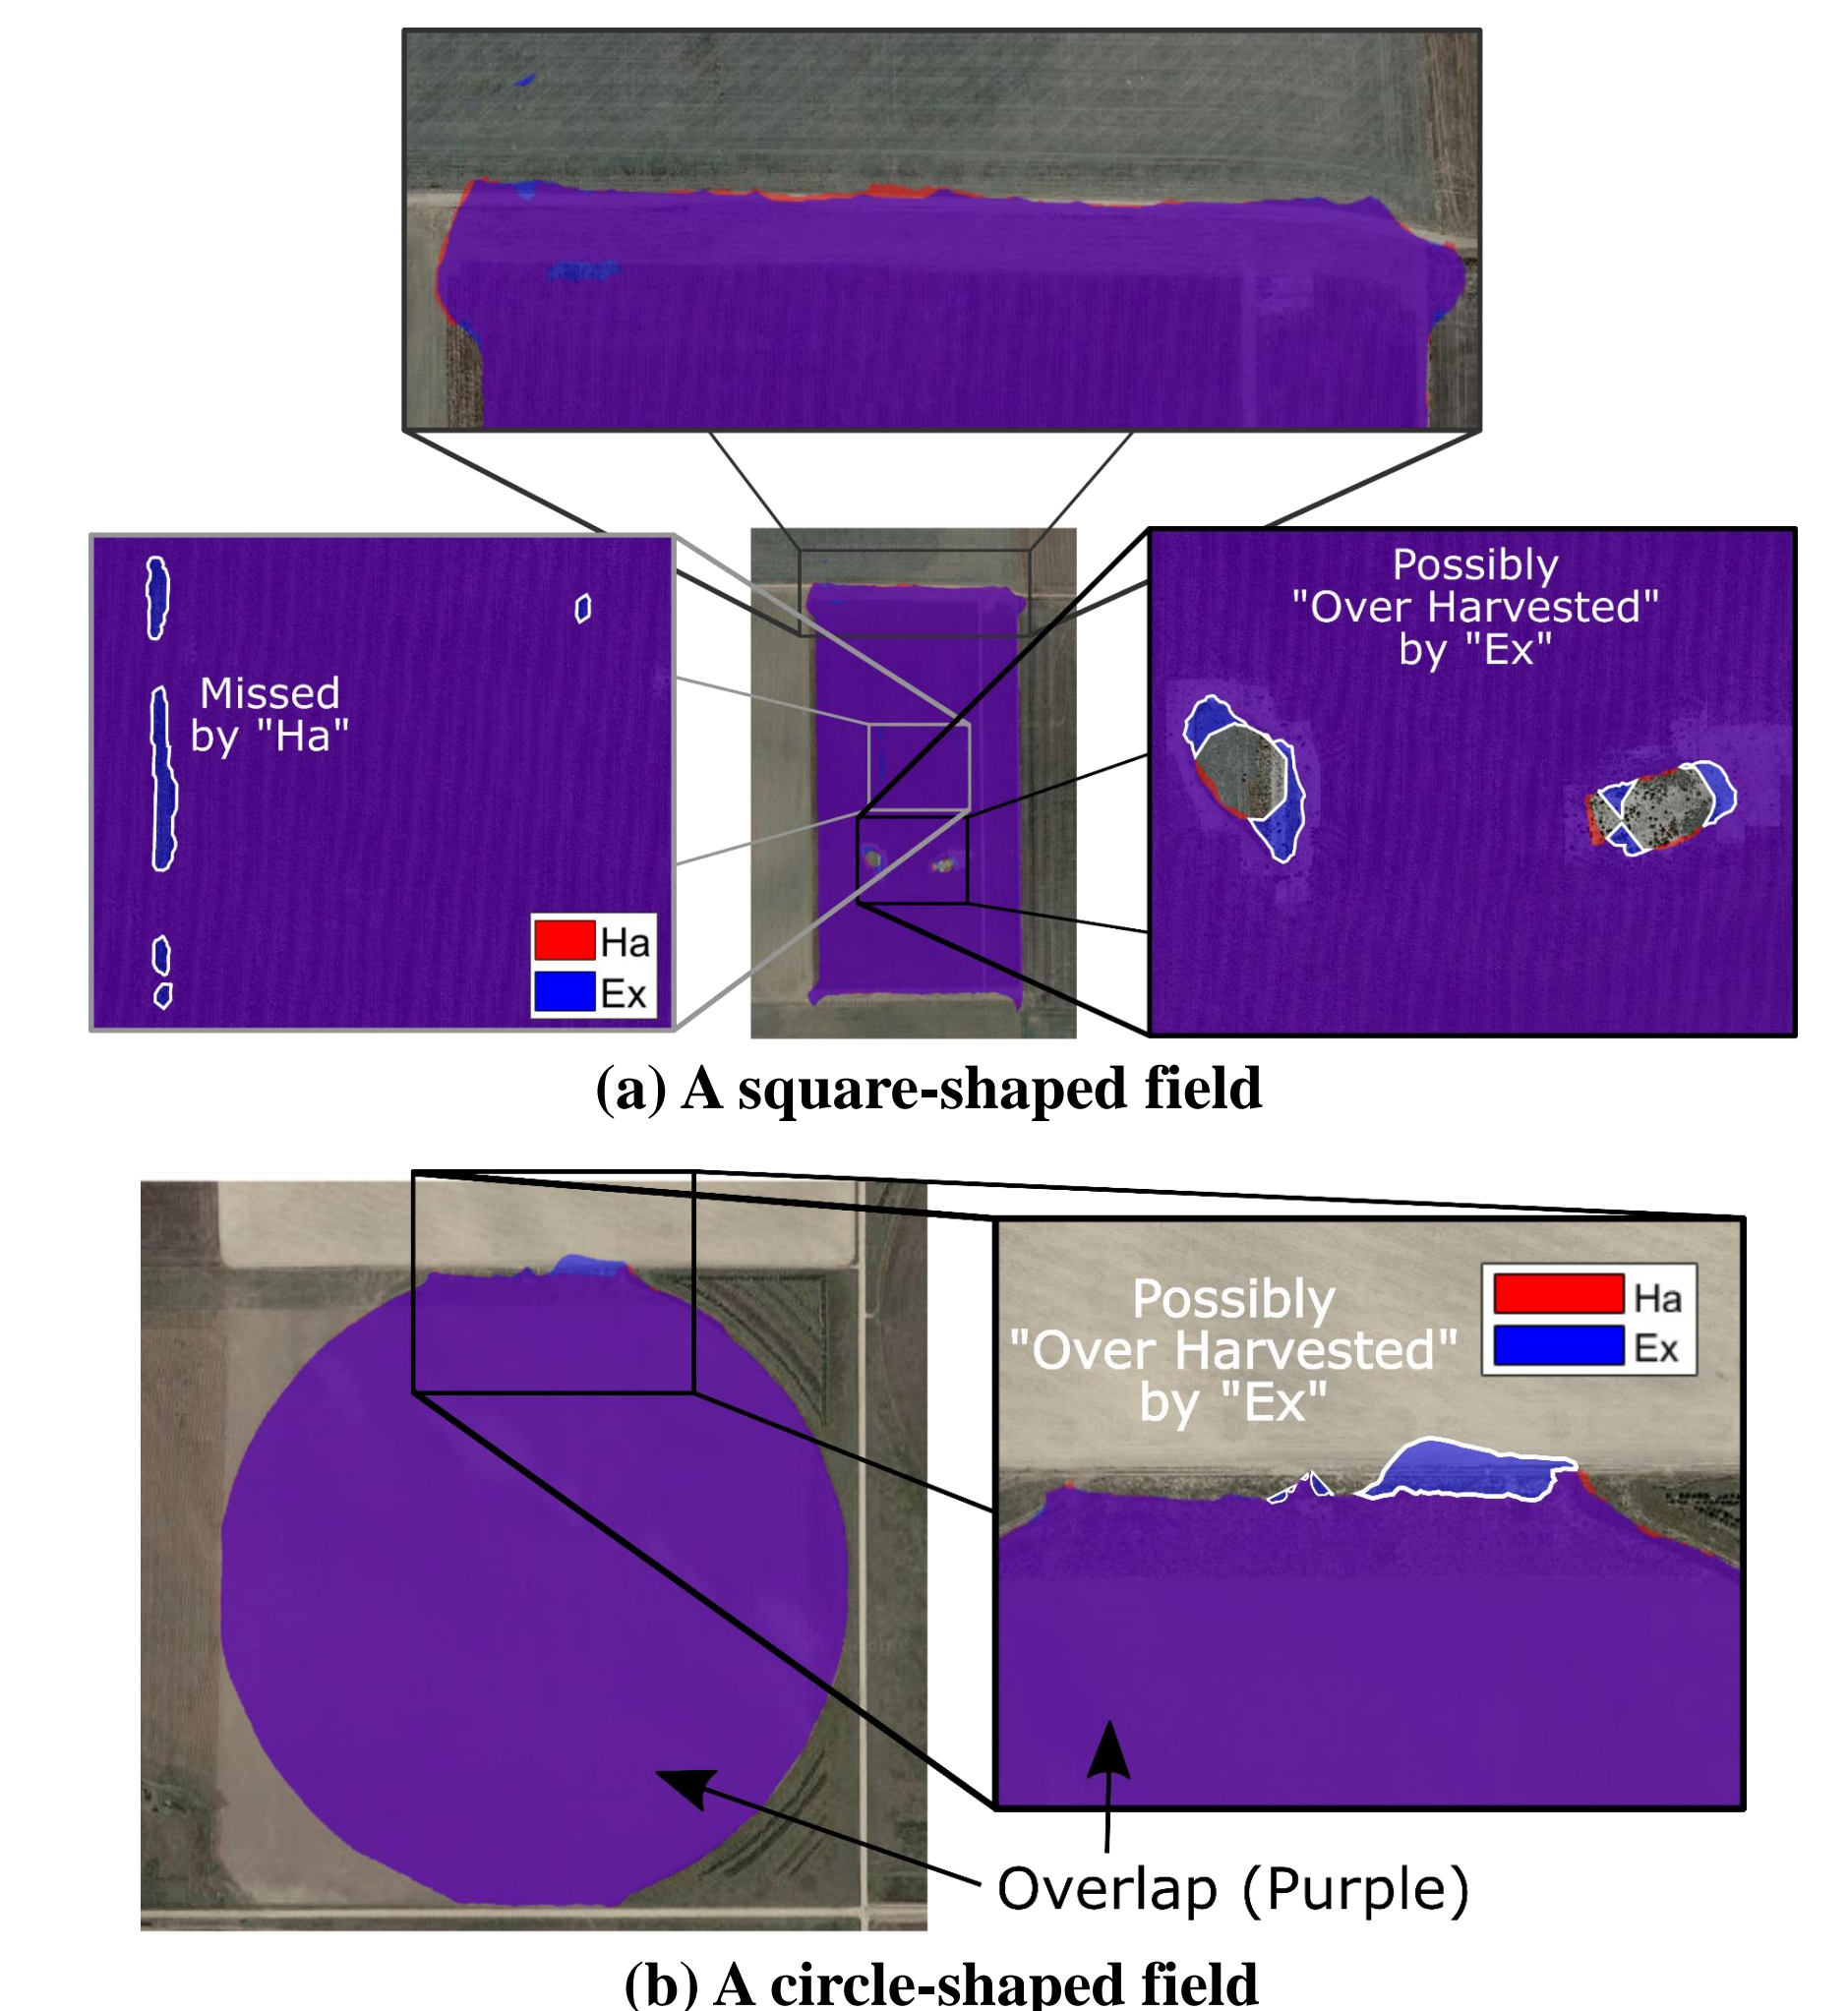 Missed
by "Ha"
Ha
Ex
Possibly
"Over Harvested"
by "Ex"
(a) A square-shaped field
Possibly
"Over Harvested"
by "Ex"
Ha
Ex
Overlap (Purple)
(b) A circle-shaped field